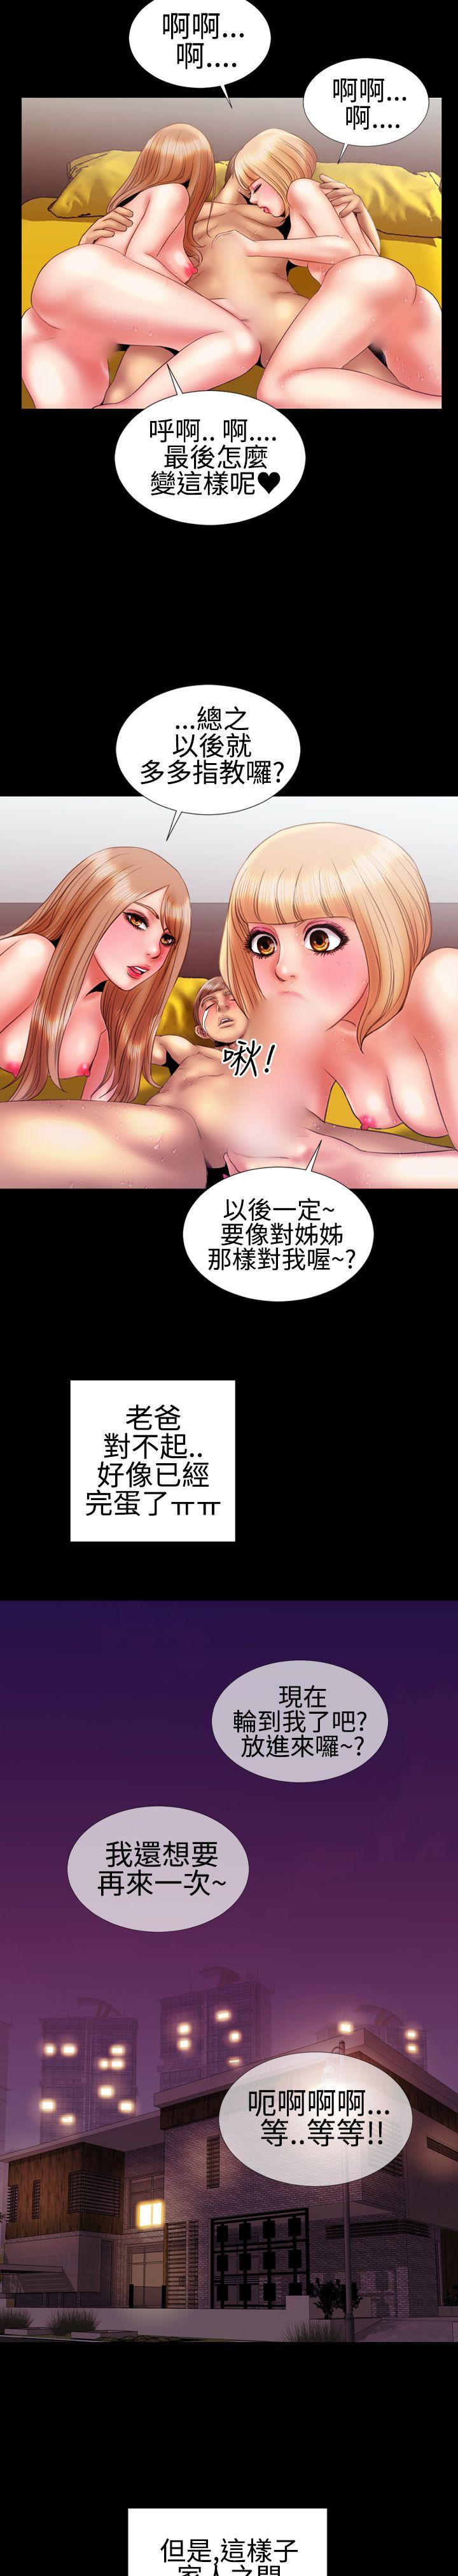 啊啊...
啊....
啊啊...
啊....
呼啊.. 啊....
最後怎麼
變這樣呢♥
...總之
以後就
多多指教囉?
啾!
以後一定~
要像對姊姊
那樣對我喔~?
老爸
對不起..
好像已經
完蛋了ㅠㅠ
現在
輪到我了吧?
放進來囉~?
我還想要
再來一次~
呃啊啊啊...
等..等等!!
但是,這樣子
家人之間